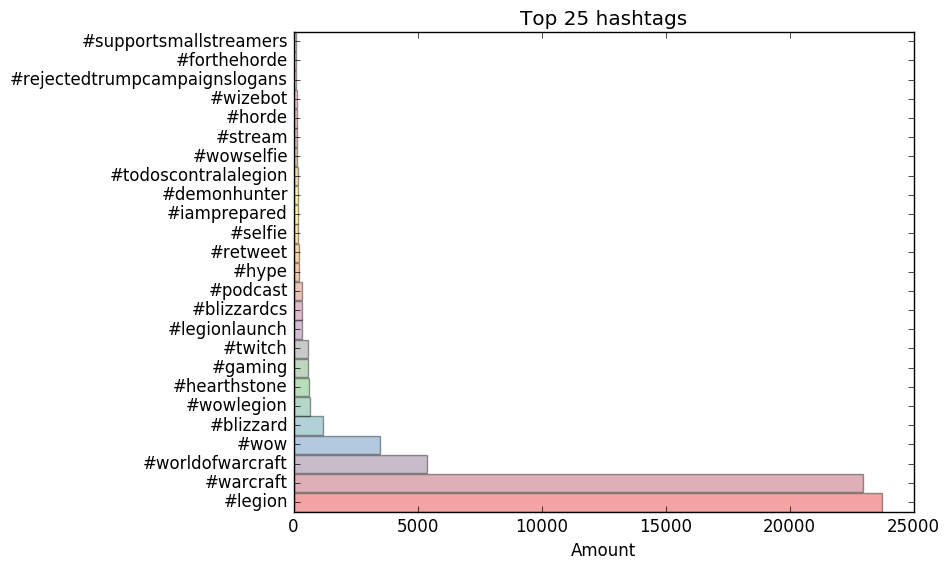 Top 25 hashtags
#supportsmallstreamers
#forthehorde
#rejectedtrumpcampaignslogans
#wizebot
#horde
#stream
#wowselfie
#todoscontralalegion
#demonhunter
#iamprepared
#selfie
#retweet
#hype
#podcast
#blizzardcs
#legionlaunch
#twitch
#gaming
#hearthstone
#wowlegion
#blizzard
#wow
#worldofwarcraft
#warcraft
#legion
0 5000 10000 15000 20000 25000
Amount